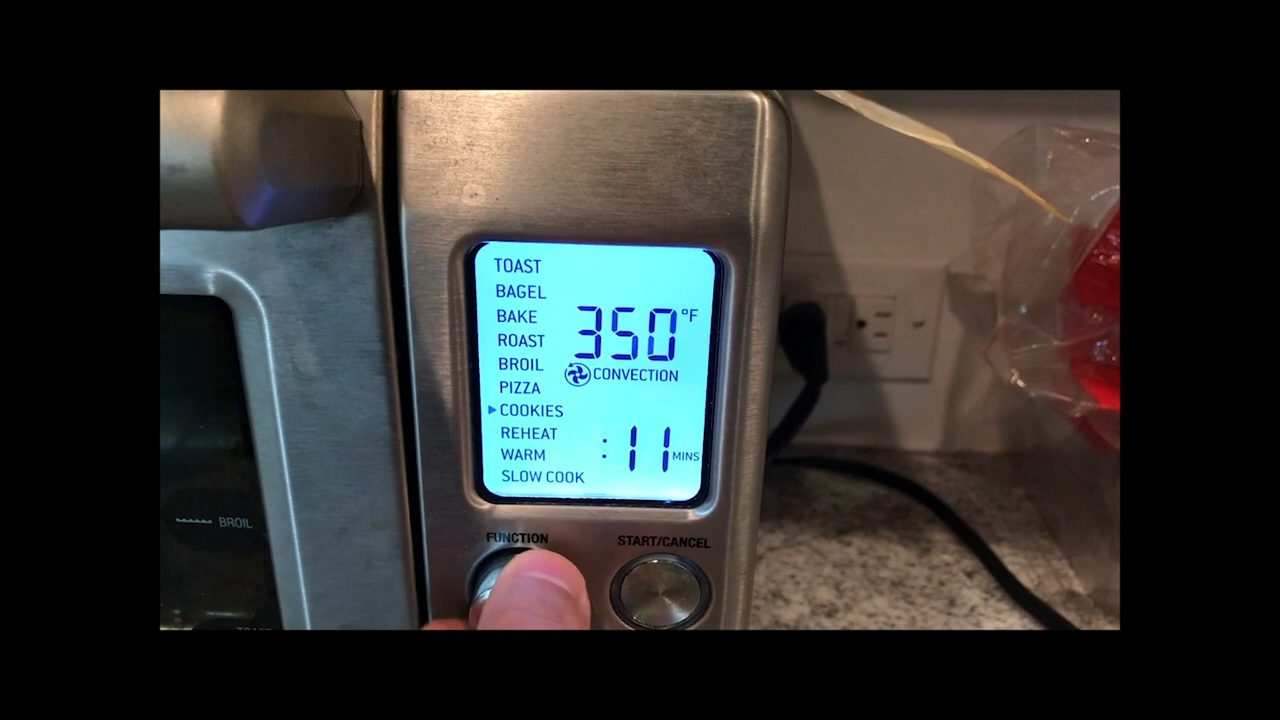 TOAST
BAGEL
BAKE
350 °F
ROAST
BROIL
CONVECTION
PIZZA
COOKIES
REHEAT
:11 MINS
WARM
SLOW COOK
BROIL
FUNCTION
START/CANCEL